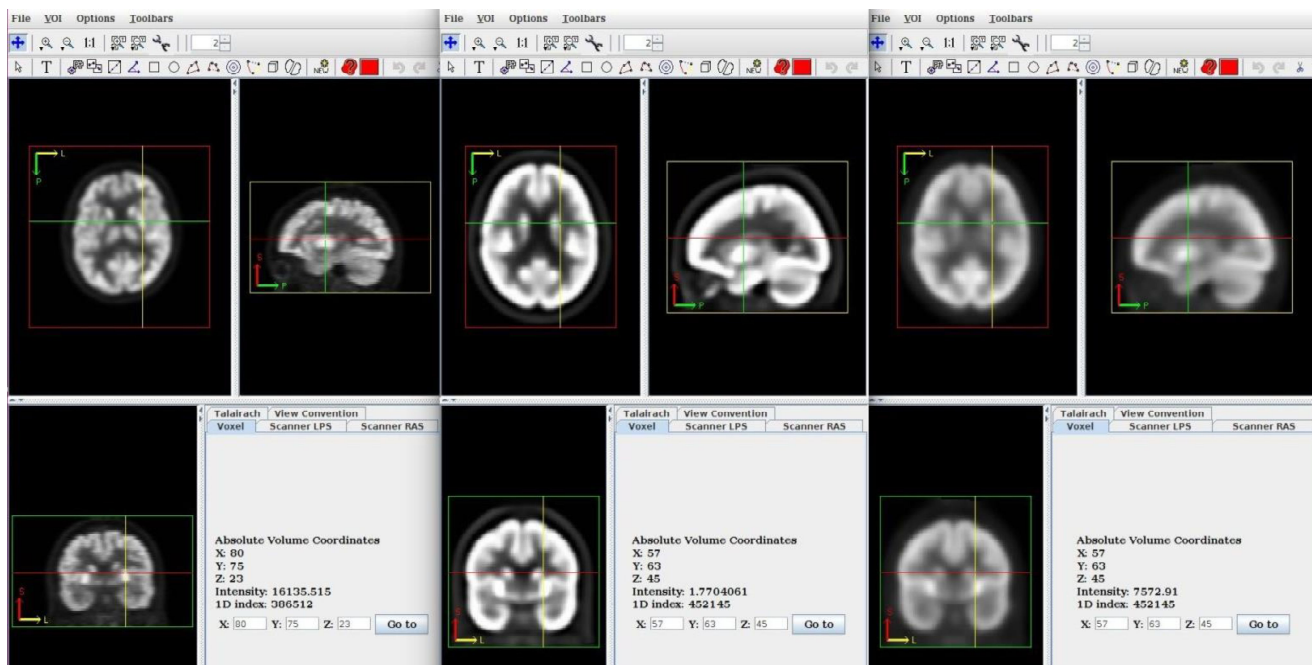 File VOI Options Toolbars
1:1 2
T NEW
L
P
S
P
S
L
Talairach View Convention
Voxel Scanner LPS Scanner RAS
Absolute Volume Coordinates
X: 80
Y: 75
Z: 23
Intensity: 16135.515
1D index: 386512
X: 80 Y: 75 Z: 23 Go to
File VOI Options Toolbars
1:1 2
T NEW
L
P
S
P
S
L
Talairach View Convention
Voxel Scanner LPS Scanner RAS
Absolute Volume Coordinates
X: 57
Y: 63
Z: 45
Intensity: 1.7704061
1D index: 452145
X: 57 Y: 63 Z: 45 Go to
File VOI Options Toolbars
1:1 2
T NEW
L
P
S
P
S
L
Talairach View Convention
Voxel Scanner LPS Scanner RAS
Absolute Volume Coordinates
X: 57
Y: 63
Z: 45
Intensity: 7572.91
1D index: 452145
X: 57 Y: 63 Z: 45 Go to